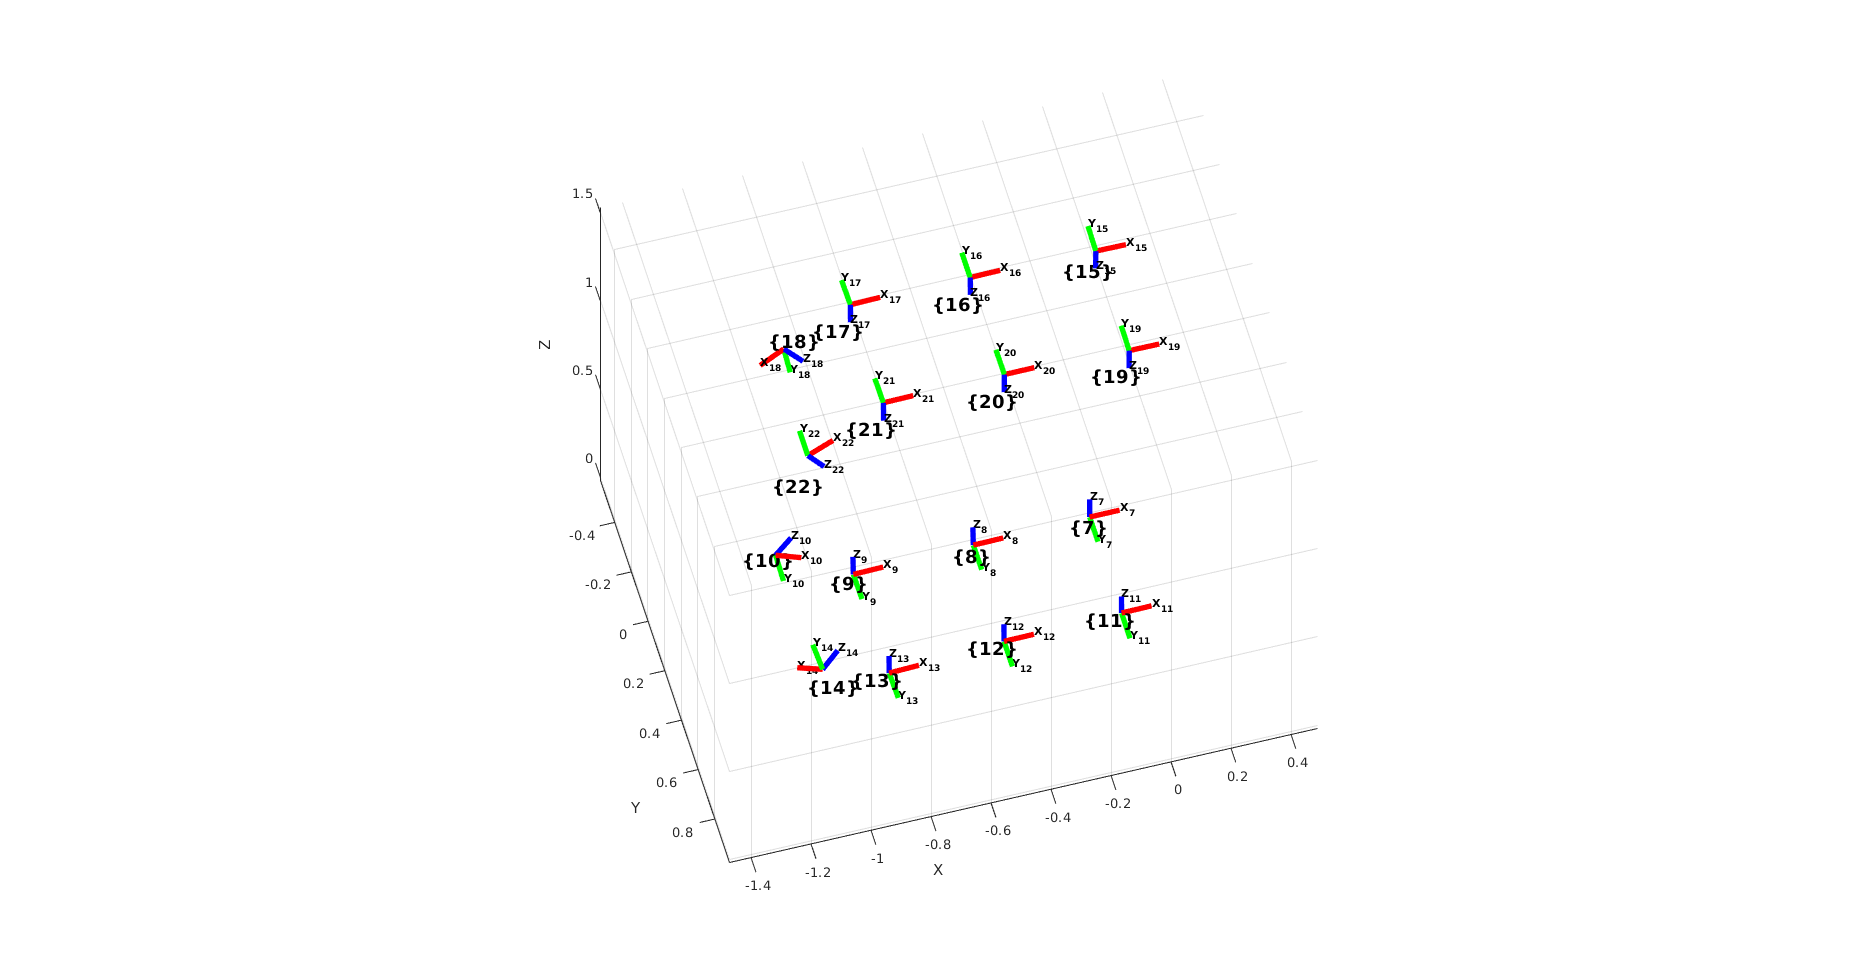 1.5
1
0.5
0
Z
-0.4
-0.2
0
0.2
0.4
0.6
0.8
Y
-1.4
-1.2
-1
-0.8
-0.6
-0.4
-0.2
0
0.2
0.4
X
Y15
X15
{15}
Y16
X16
Z16
{16}
Y17
X17
Z17
{17}
{18}
X18
Y18
Z18
Y19
X19
Z19
{19}
Y20
X20
Z20
{20}
Y21
X21
Z21
{21}
Y22
X22
Z22
{22}
Z7
X7
{7}
Y7
Z8
X8
{8}
Y8
Z9
X9
{9}
Y9
Z10
{10}
X10
Y10
Z11
X11
{11}
Y11
Z12
X12
{12}
Y12
Z13
X13
{13}
Y13
Y14
Z14
X14
{14}